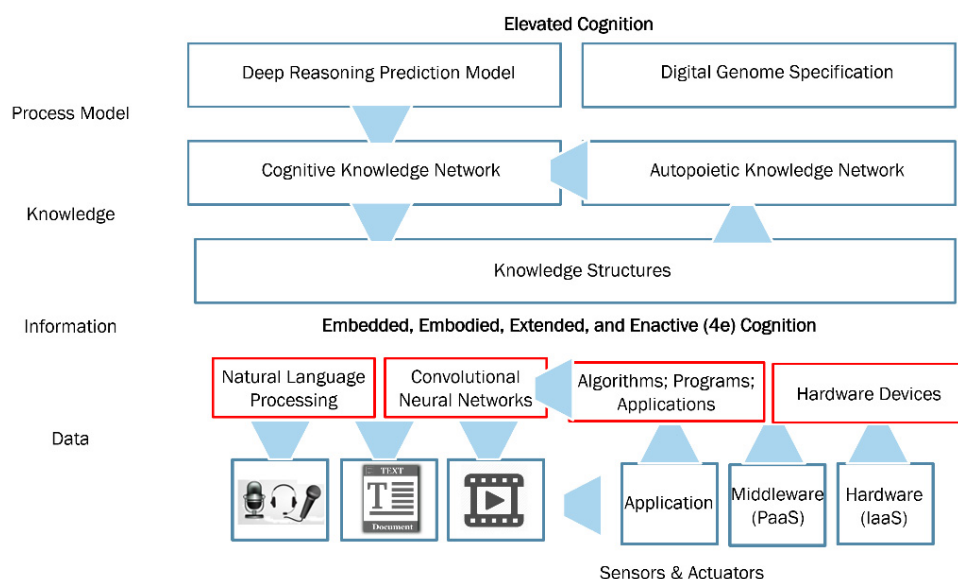 Elevated Cognition
Deep Reasoning Prediction Model
Digital Genome Specification
Process Model
Cognitive Knowledge Network
Autopoietic Knowledge Network
Knowledge
Knowledge Structures
Information
Embedded, Embodied, Extended, and Enactive (4e) Cognition
Natural Language
Processing
Convolutional
Neural Networks
Algorithms; Programs;
Applications
Hardware Devices
Data
TEXT
T
Document
Application
Middleware
(PaaS)
Hardware
(IaaS)
Sensors & Actuators